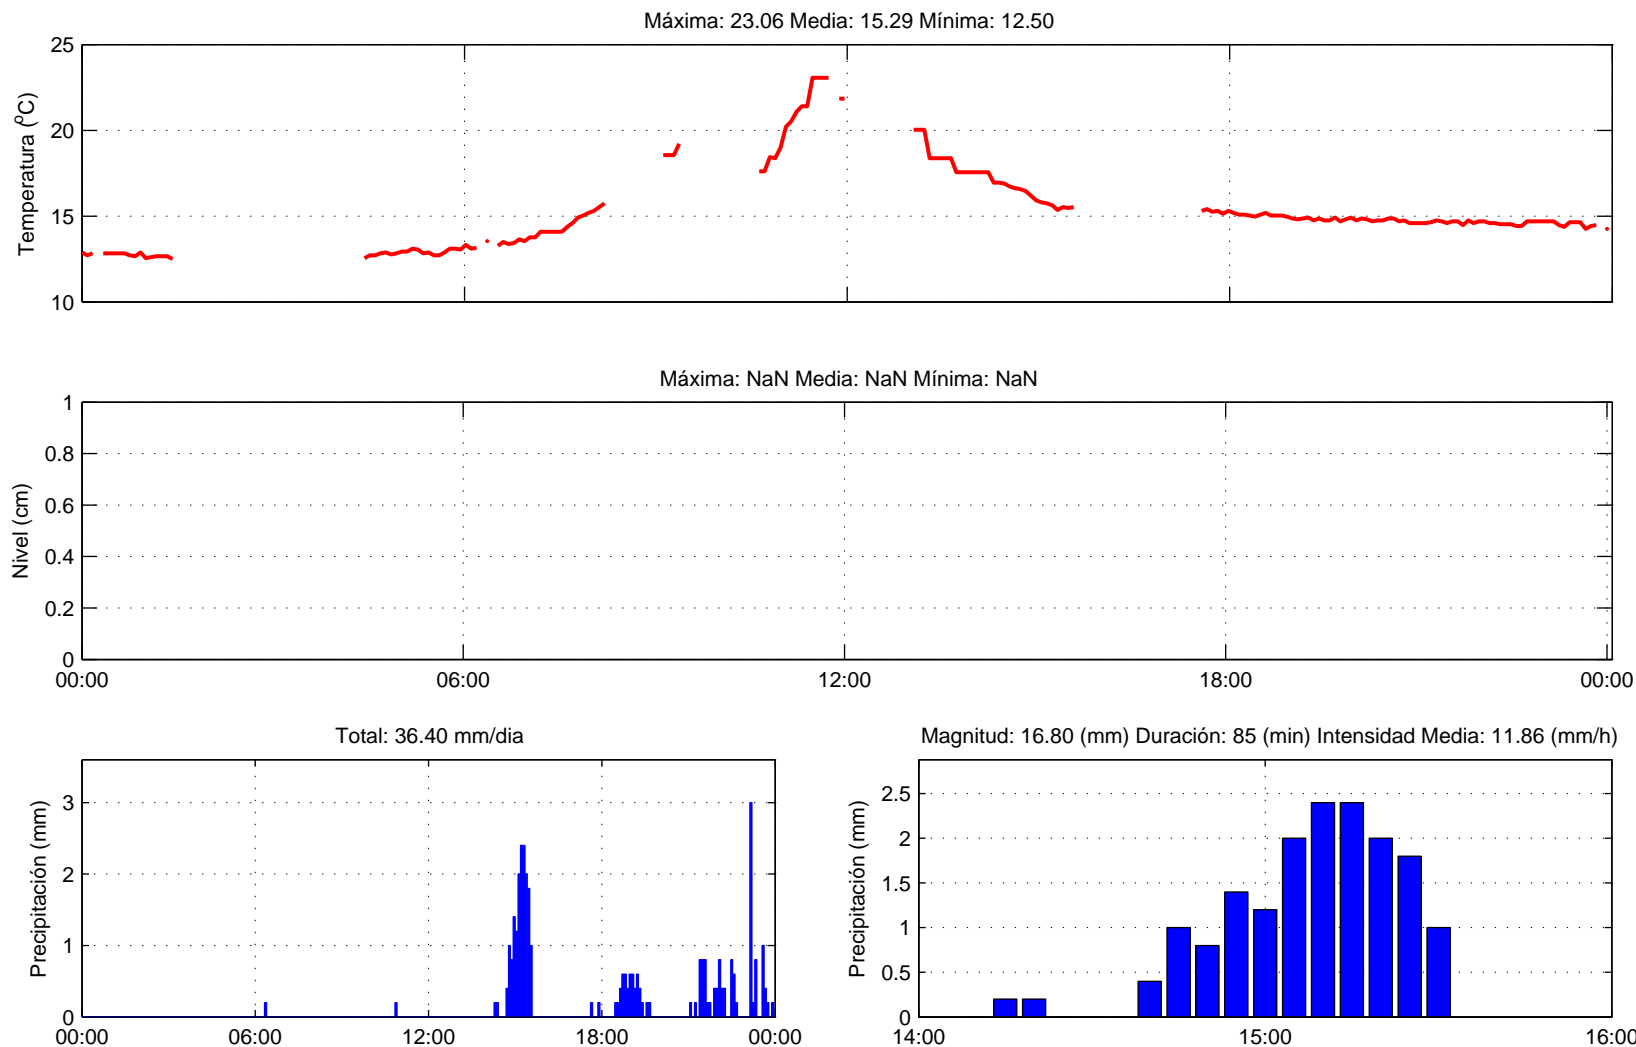 Máxima: 23.06 Media: 15.29 Mínima: 12.50
Temperatura (ºC)
25
20
15
10
Máxima: NaN Media: NaN Mínima: NaN
Nivel (cm)
1
0.8
0.6
0.4
0.2
0
00:00 06:00 12:00 18:00 00:00
Total: 36.40 mm/dia
Precipitación (mm)
3
2
1
0
00:00 06:00 12:00 18:00 00:00
Magnitud: 16.80 (mm) Duración: 85 (min) Intensidad Media: 11.86 (mm/h)
Precipitación (mm)
2.5
2
1.5
1
0.5
0
14:00 15:00 16:00